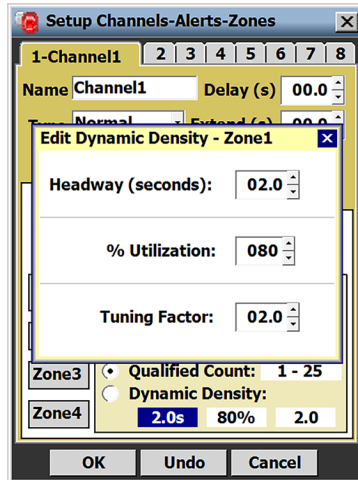 Setup Channels-Alerts-Zones
1-Channel1 2 3 4 5 6 7 8
Name Channel1 Delay (s) 00.0
Edit Dynamic Density - Zone1
Headway (seconds): 02.0
% Utilization: 080
Tuning Factor: 02.0
Zone3 Qualified Count: 1 - 25
Dynamic Density:
Zone4 2.0s 80% 2.0
OK Undo Cancel